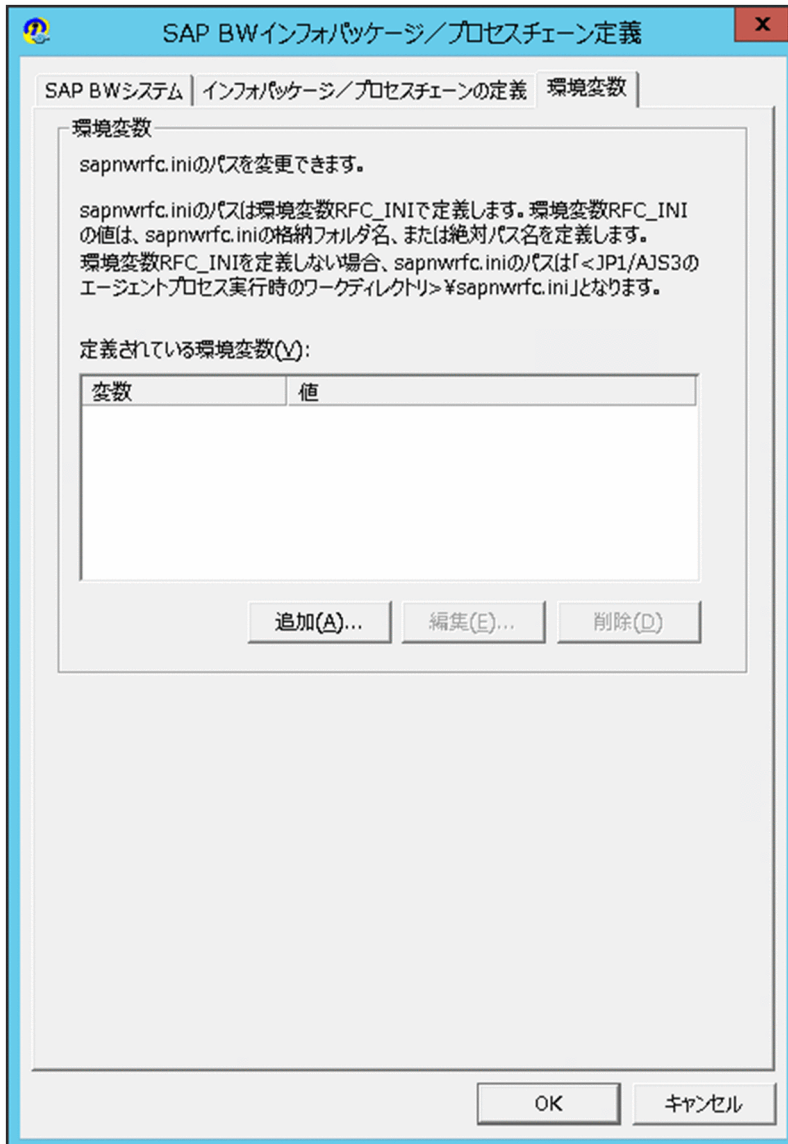 SAP BWインフォパッケージ／プロセスチェーン定義
x
SAP BWシステム
インフォパッケージ／プロセスチェーンの定義
環境変数
環境変数
sapnwrfc.iniのパスを変更できます。
sapnwrfc.iniのパスは環境変数RFC_INIで定義します。環境変数RFC_INI
の値は、sapnwrfc.iniの格納フォルダ名、または絶対パス名を定義します。
環境変数RFC_INIを定義しない場合、sapnwrfc.iniのパスは「<JP1/AJS3の
エージェントプロセス実行時のワークディレクトリ>¥sapnwrfc.ini」となります。
定義されている環境変数(V):
変数
値
追加(A)...
編集(E)...
削除(D)
OK
キャンセル